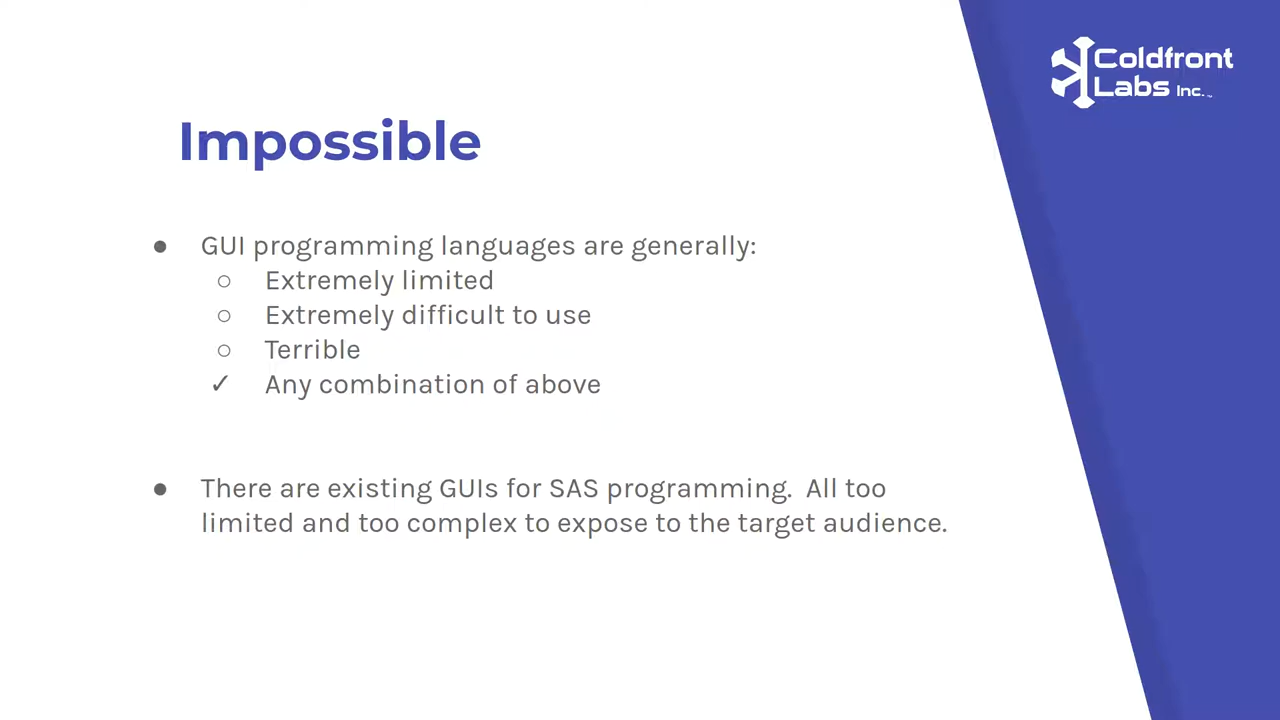 Coldfront
Labs Inc.™
Impossible
● GUI programming languages are generally:
○ Extremely limited
○ Extremely difficult to use
○ Terrible
✓ Any combination of above
● There are existing GUIs for SAS programming.  All too
limited and too complex to expose to the target audience.